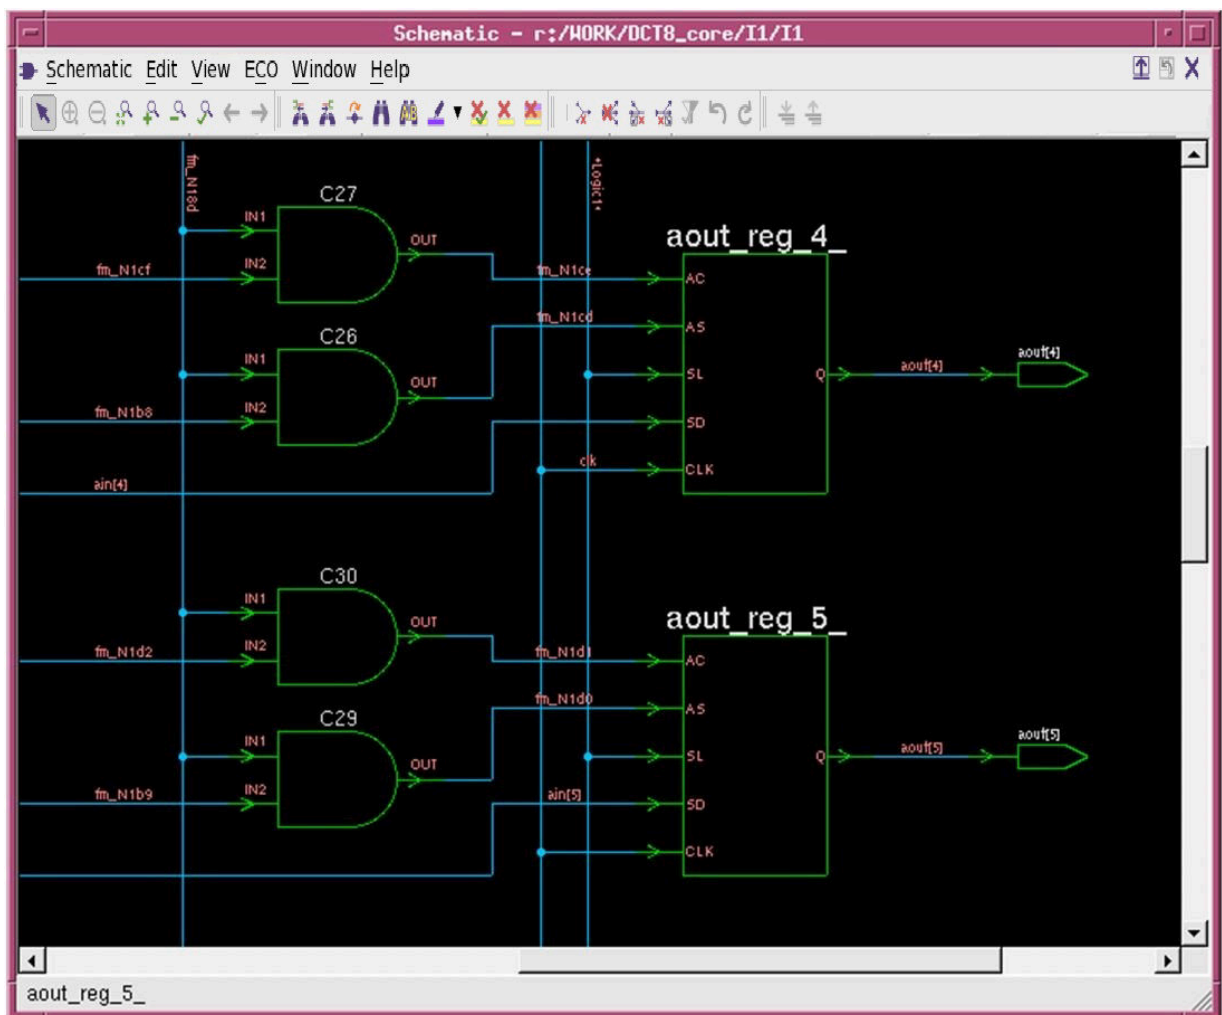 Schematic - r:/WORK/DCT8_core/I1/I1
Schematic Edit View ECO Window Help
fm_N18d
*Logic1*
C27
IN1
OUT
IN2
fm_N1cf
fm_N1ce
aout_reg_4_
AC
fm_N1cd
AS
C26
IN1
OUT
IN2
fm_N1b8
SL
Q
aout[4]
aout[4]
SD
clk
CLK
ain[4]
C30
IN1
OUT
IN2
fm_N1d2
fm_N1d1
aout_reg_5_
AC
fm_N1d0
AS
C29
IN1
OUT
IN2
fm_N1b9
SL
Q
aout[5]
aout[5]
ain[5]
SD
CLK
aout_reg_5_